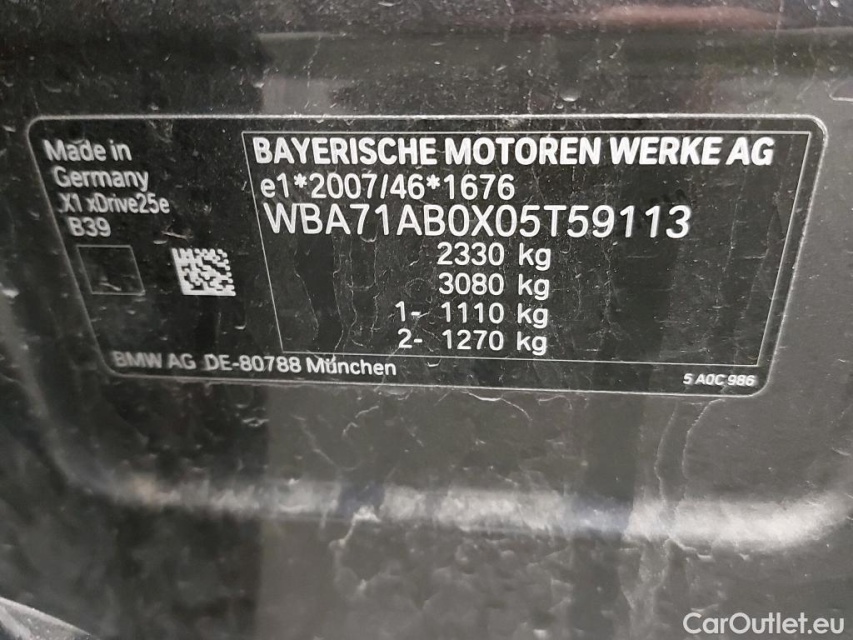 Made in
Germany
X1 xDrive25e
B39
BAYERISCHE MOTOREN WERKE AG
e1*2007/46*1676
WBA71AB0X05T59113
2330 kg
3080 kg
1- 1110 kg
2- 1270 kg
BMW AG DE-80788 München
5 A0C 986
CarOutlet.eu